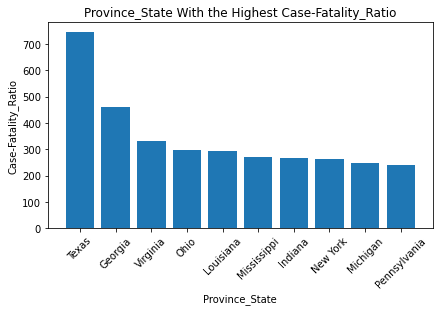 Province_State With the Highest Case-Fatality_Ratio
Case-Fatality_Ratio
700
600
500
400
300
200
100
0
Texas
Georgia
Virginia
Ohio
Louisiana
Mississippi
Indiana
New York
Michigan
Pennsylvania
Province_State